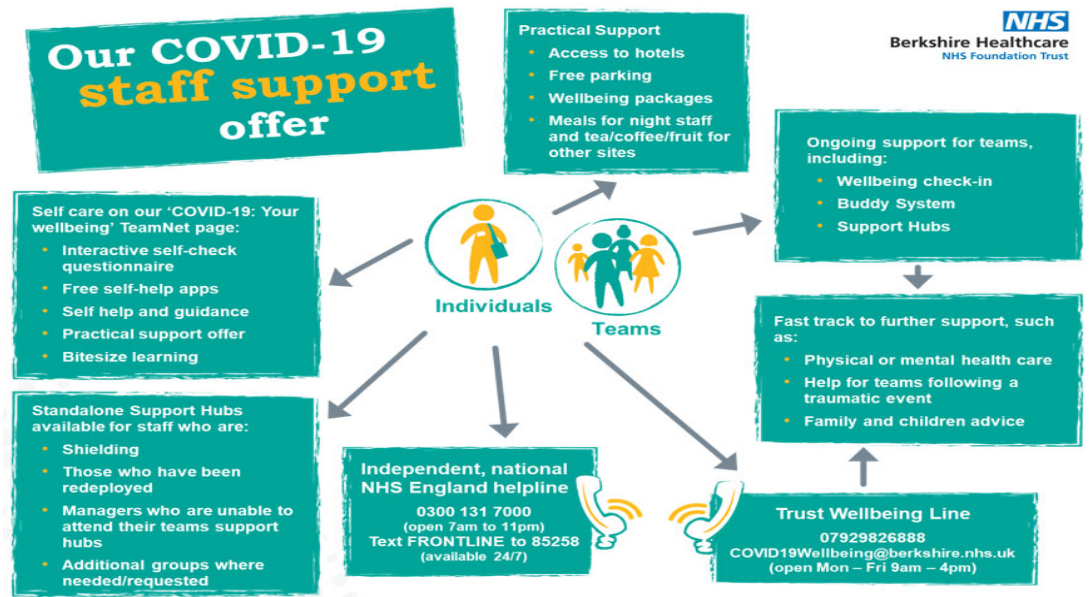 Our COVID-19
staff support
offer
Practical Support
• Access to hotels
• Free parking
• Wellbeing packages
• Meals for night staff
and tea/coffee/fruit for
other sites
NHS
Berkshire Healthcare
NHS Foundation Trust
Ongoing support for teams,
including:
• Wellbeing check-in
• Buddy System
• Support Hubs
Self care on our ‘COVID-19: Your
wellbeing’ TeamNet page:
• Interactive self-check
questionnaire
• Free self-help apps
• Self help and guidance
• Practical support offer
• Bitesize learning
Individuals
Teams
Fast track to further support, such
as:
• Physical or mental health care
• Help for teams following a
traumatic event
• Family and children advice
Standalone Support Hubs
available for staff who are:
• Shielding
• Those who have been
redeployed
• Managers who are unable to
attend their teams support
hubs
• Additional groups where
needed/requested
Independent, national
NHS England helpline
0300 131 7000
(open 7am to 11pm)
Text FRONTLINE to 85258
(available 24/7)
Trust Wellbeing Line
07929826888
COVID19Wellbeing@berkshire.nhs.uk
(open Mon – Fri 9am – 4pm)